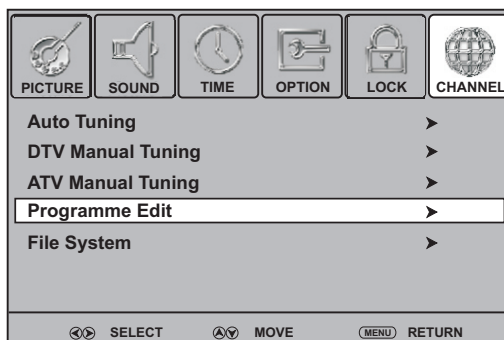 PICTURE SOUND TIME OPTION LOCK CHANNEL
Auto Tuning
DTV Manual Tuning
ATV Manual Tuning
Programme Edit
File System
SELECT MOVE MENU RETURN